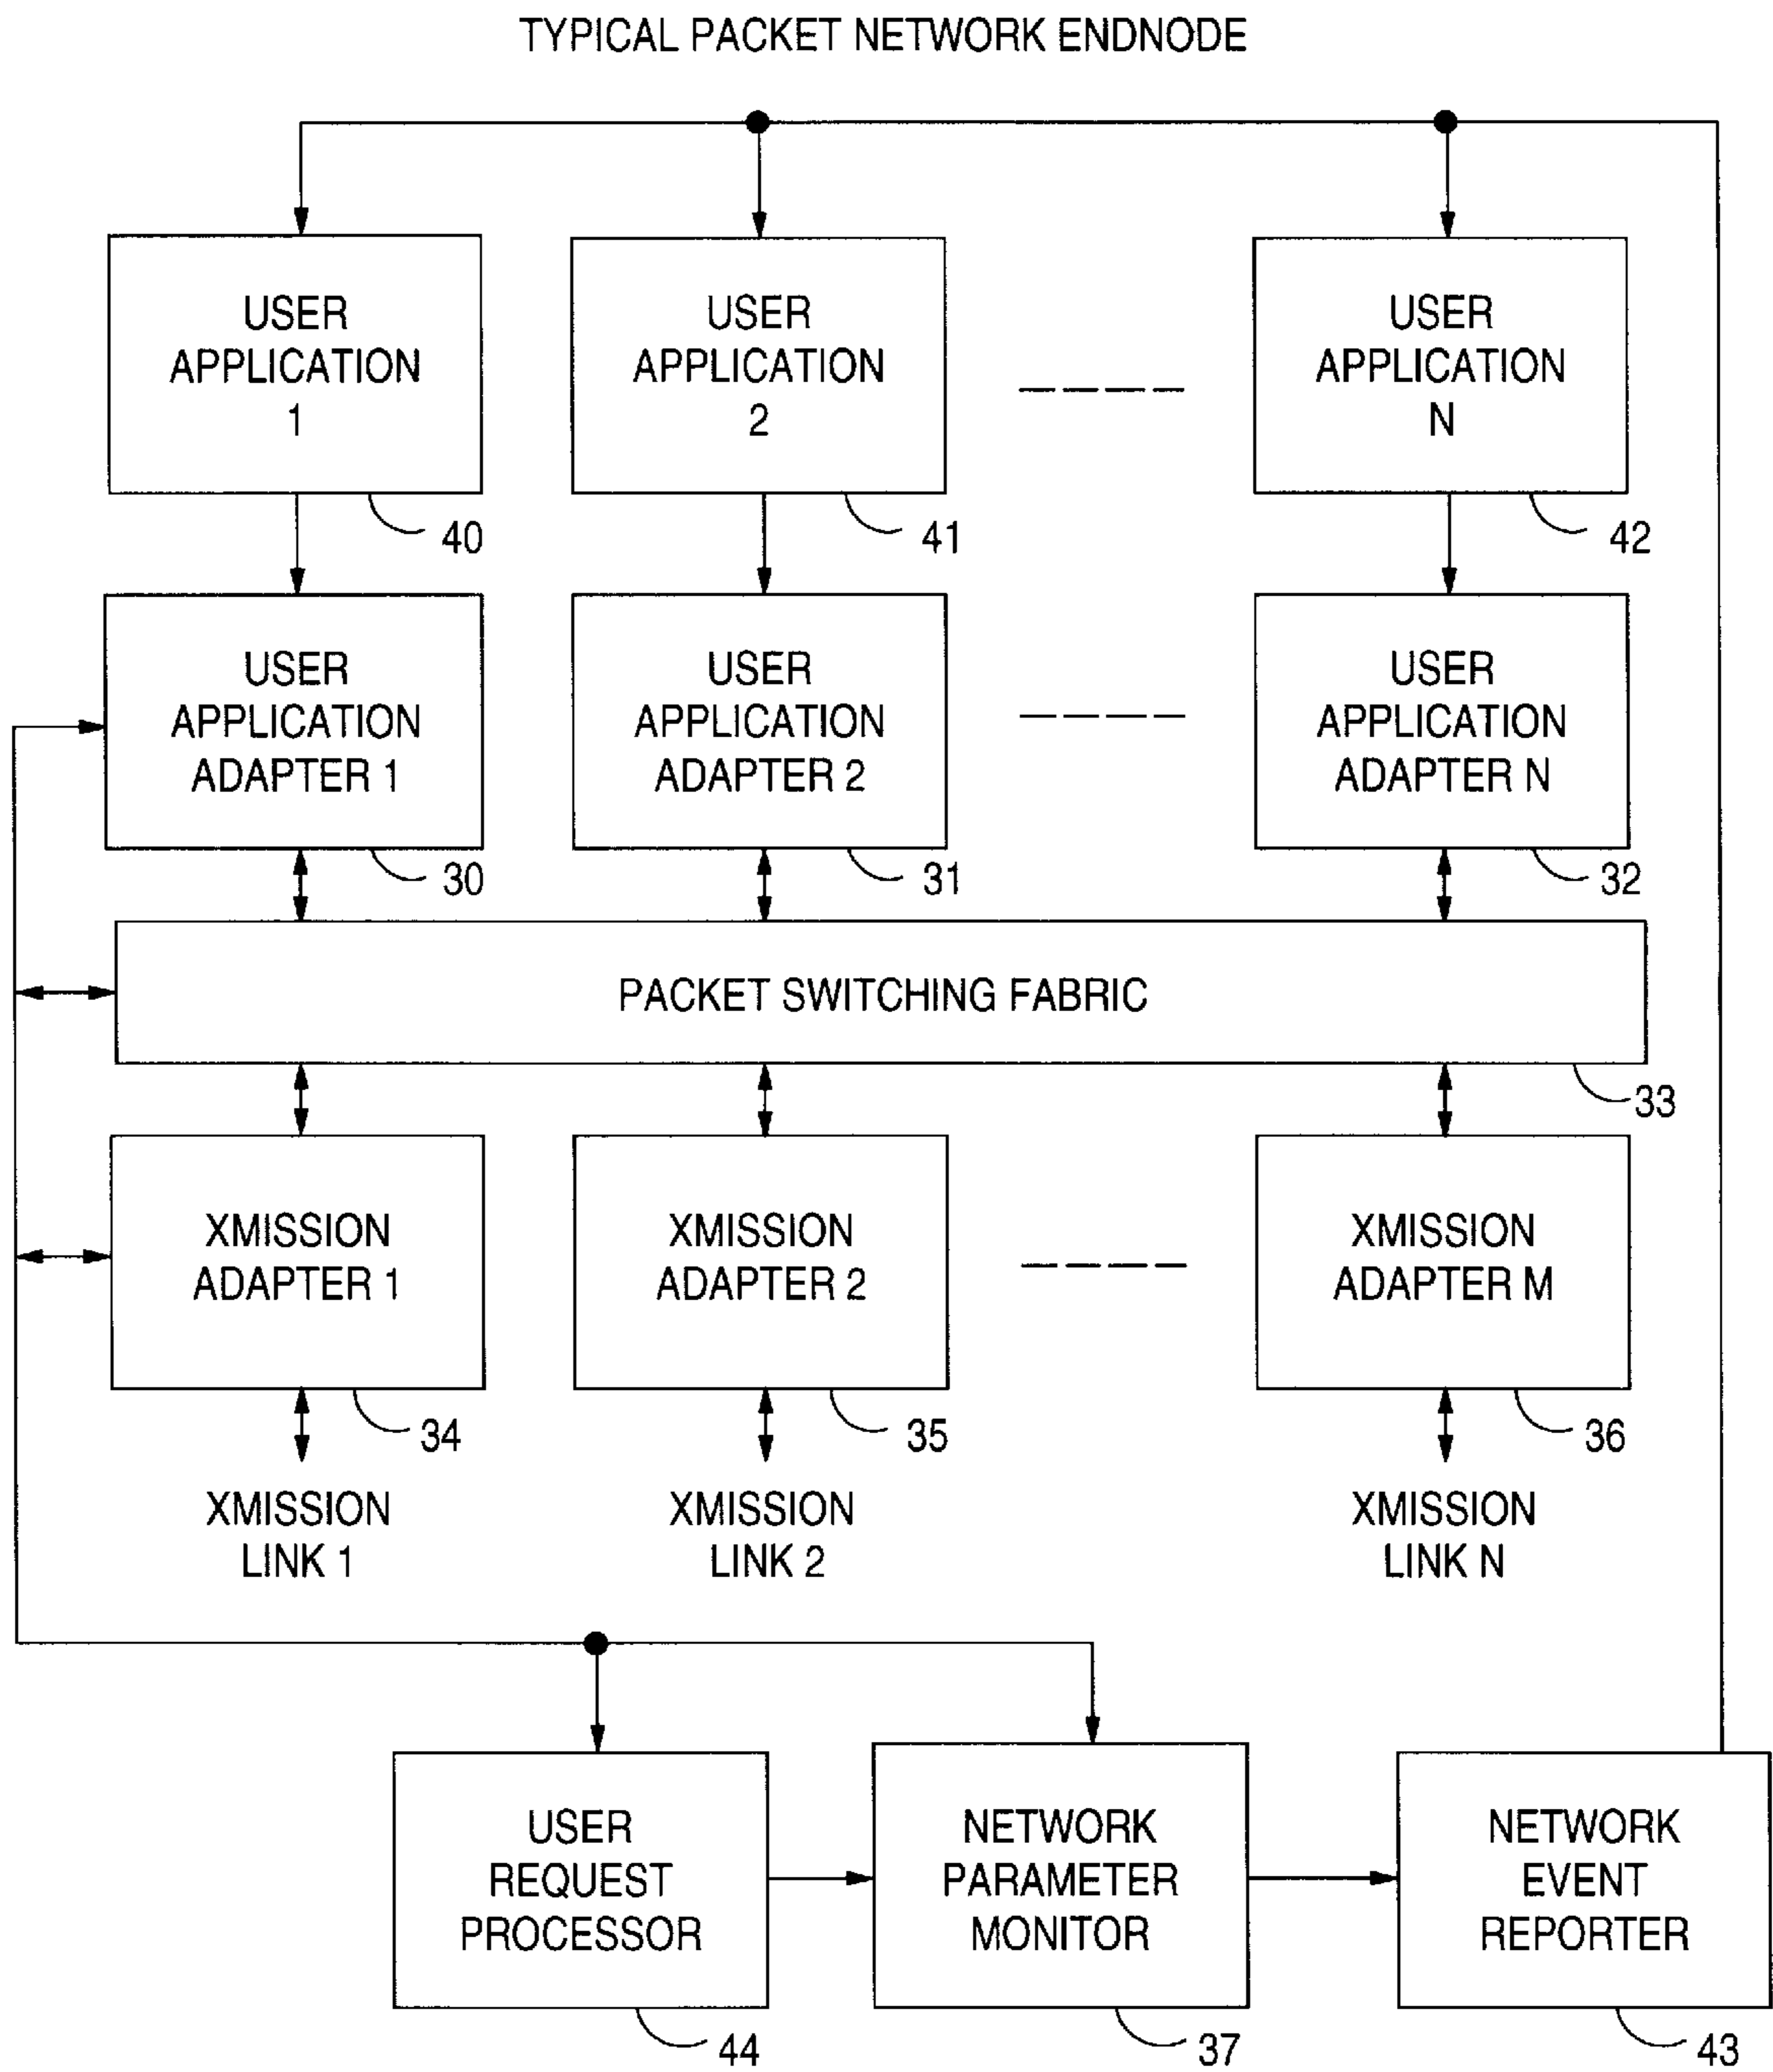 TYPICAL PACKET NETWORK ENDNODE
USER
APPLICATION
1
40
USER
APPLICATION
2
41
USER
APPLICATION
N
42
USER
APPLICATION
ADAPTER 1
30
USER
APPLICATION
ADAPTER 2
31
USER
APPLICATION
ADAPTER N
32
PACKET SWITCHING FABRIC
33
XMISSION
ADAPTER 1
34
XMISSION
ADAPTER 2
35
XMISSION
ADAPTER M
36
XMISSION
LINK 1
XMISSION
LINK 2
XMISSION
LINK N
USER
REQUEST
PROCESSOR
44
NETWORK
PARAMETER
MONITOR
37
NETWORK
EVENT
REPORTER
43